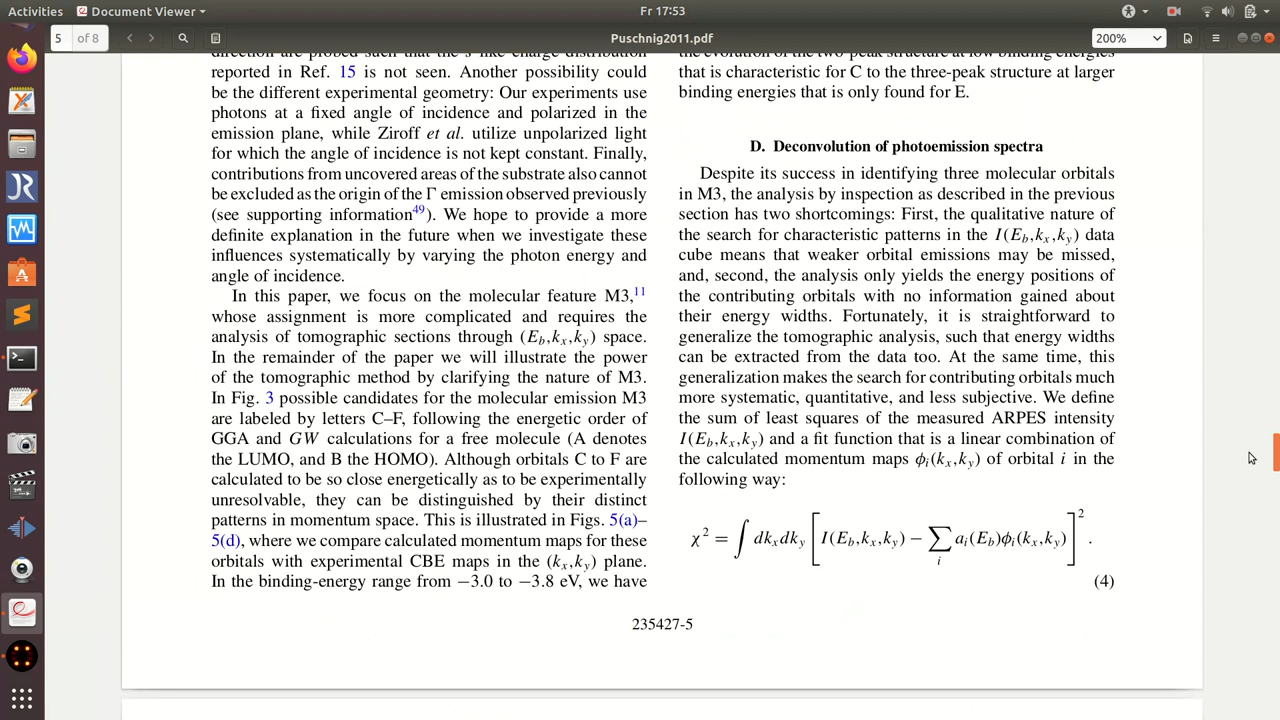 Activities
Document Viewer
Fr 17:53
5 of 8
Puschnig2011.pdf
200%
reported in Ref. 15 is not seen. Another possibility could
be the different experimental geometry: Our experiments use
photons at a fixed angle of incidence and polarized in the
emission plane, while Ziroff et al. utilize unpolarized light
for which the angle of incidence is not kept constant. Finally,
contributions from uncovered areas of the substrate also cannot
be excluded as the origin of the Γ emission observed previously
(see supporting information49). We hope to provide a more
definite explanation in the future when we investigate these
influences systematically by varying the photon energy and
angle of incidence.
In this paper, we focus on the molecular feature M3,11
whose assignment is more complicated and requires the
analysis of tomographic sections through (Eb,kx,ky) space.
In the remainder of the paper we will illustrate the power
of the tomographic method by clarifying the nature of M3.
In Fig. 3 possible candidates for the molecular emission M3
are labeled by letters C–F, following the energetic order of
GGA and GW calculations for a free molecule (A denotes
the LUMO, and B the HOMO). Although orbitals C to F are
calculated to be so close energetically as to be experimentally
unresolvable, they can be distinguished by their distinct
patterns in momentum space. This is illustrated in Figs. 5(a)–
5(d), where we compare calculated momentum maps for these
orbitals with experimental CBE maps in the (kx,ky) plane.
In the binding-energy range from −3.0 to −3.8 eV, we have
that is characteristic for C to the three-peak structure at larger
binding energies that is only found for E.
D. Deconvolution of photoemission spectra
Despite its success in identifying three molecular orbitals
in M3, the analysis by inspection as described in the previous
section has two shortcomings: First, the qualitative nature of
the search for characteristic patterns in the I(Eb,kx,ky) data
cube means that weaker orbital emissions may be missed,
and, second, the analysis only yields the energy positions of
the contributing orbitals with no information gained about
their energy widths. Fortunately, it is straightforward to
generalize the tomographic analysis, such that energy widths
can be extracted from the data too. At the same time, this
generalization makes the search for contributing orbitals much
more systematic, quantitative, and less subjective. We define
the sum of least squares of the measured ARPES intensity
I(Eb,kx,ky) and a fit function that is a linear combination of
the calculated momentum maps ϕi(kx,ky) of orbital i in the
following way:
χ2 = ∫ dkxdky [I(Eb,kx,ky) − ∑i ai(Eb)ϕi(kx,ky)]2.
(4)
235427-5